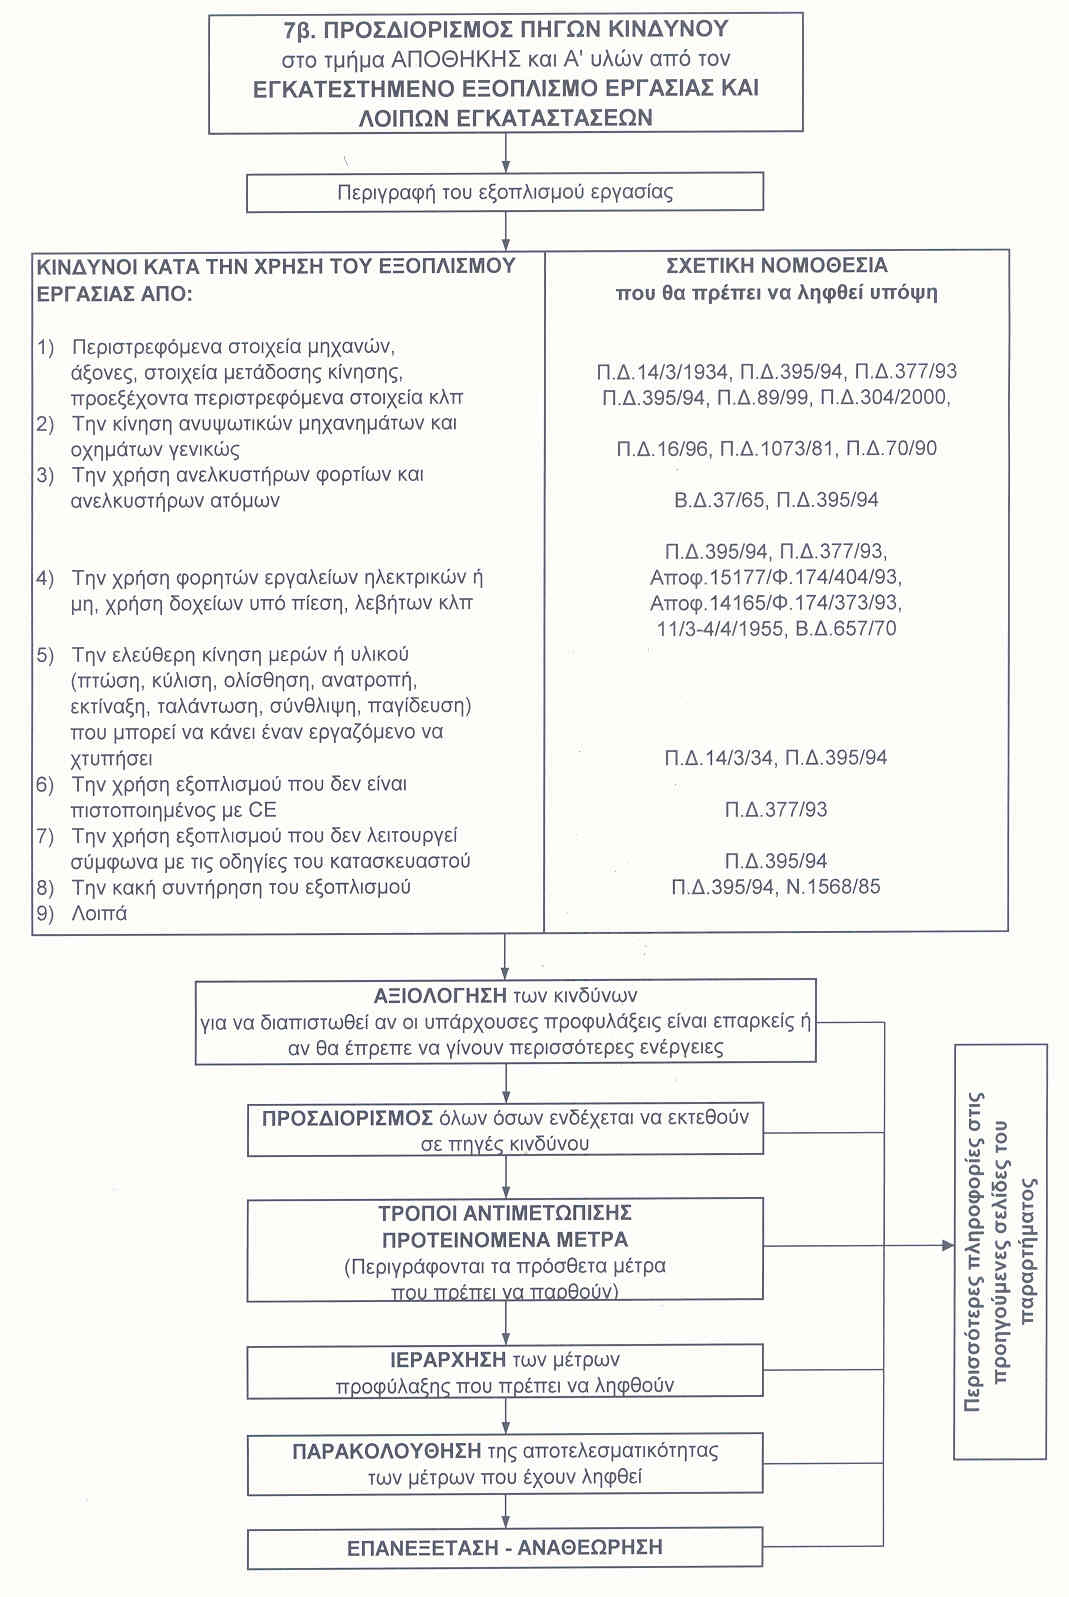 7β. ΠΡΟΣΔΙΟΡΙΣΜΟΣ ΠΗΓΩΝ ΚΙΝΔΥΝΟΥ
στο τμήμα ΑΠΟΘΗΚΗΣ και Α' υλών από τον
ΕΓΚΑΤΕΣΤΗΜΕΝΟ ΕΞΟΠΛΙΣΜΟ ΕΡΓΑΣΙΑΣ ΚΑΙ
ΛΟΙΠΩΝ ΕΓΚΑΤΑΣΤΑΣΕΩΝ
Περιγραφή του εξοπλισμού εργασίας
ΚΙΝΔΥΝΟΙ ΚΑΤΑ ΤΗΝ ΧΡΗΣΗ ΤΟΥ ΕΞΟΠΛΙΣΜΟΥ
ΕΡΓΑΣΙΑΣ ΑΠΟ:
1) Περιστρεφόμενα στοιχεία μηχανών,
άξονες, στοιχεία μετάδοσης κίνησης,
προεξέχοντα περιστρεφόμενα στοιχεία κλπ
2) Την κίνηση ανυψωτικών μηχανημάτων και
οχημάτων γενικώς
3) Την χρήση ανελκυστήρων φορτίων και
ανελκυστήρων ατόμων
4) Την χρήση φορητών εργαλείων ηλεκτρικών ή
μη, χρήση δοχείων υπό πίεση, λεβήτων κλπ
5) Την ελεύθερη κίνηση μερών ή υλικού
(πτώση, κύλιση, ολίσθηση, ανατροπή,
εκτίναξη, ταλάντωση, σύνθλιψη, παγίδευση)
που μπορεί να κάνει έναν εργαζόμενο να
χτυπήσει
6) Την χρήση εξοπλισμού που δεν είναι
πιστοποιημένος με CE
7) Την χρήση εξοπλισμού που δεν λειτουργεί
σύμφωνα με τις οδηγίες του κατασκευαστού
8) Την κακή συντήρηση του εξοπλισμού
9) Λοιπά
ΣΧΕΤΙΚΗ ΝΟΜΟΘΕΣΙΑ
που θα πρέπει να ληφθεί υπόψη
Π.Δ.14/3/1934, Π.Δ.395/94, Π.Δ.377/93
Π.Δ.395/94, Π.Δ.89/99, Π.Δ.304/2000,
Π.Δ.16/96, Π.Δ.1073/81, Π.Δ.70/90
Β.Δ.37/65, Π.Δ.395/94
Π.Δ.395/94, Π.Δ.377/93,
Αποφ.15177/Φ.174/404/93,
Αποφ.14165/Φ.174/373/93,
11/3-4/4/1955, Β.Δ.657/70
Π.Δ.14/3/34, Π.Δ.395/94
Π.Δ.377/93
Π.Δ.395/94
Π.Δ.395/94, Ν.1568/85
ΑΞΙΟΛΟΓΗΣΗ των κινδύνων
για να διαπιστωθεί αν οι υπάρχουσες προφυλάξεις είναι επαρκείς ή
αν θα έπρεπε να γίνουν περισσότερες ενέργειες
ΠΡΟΣΔΙΟΡΙΣΜΟΣ όλων όσων ενδέχεται να εκτεθούν
σε πηγές κινδύνου
ΤΡΟΠΟΙ ΑΝΤΙΜΕΤΩΠΙΣΗΣ
ΠΡΟΤΕΙΝΟΜΕΝΑ ΜΕΤΡΑ
(Περιγράφονται τα πρόσθετα μέτρα
που πρέπει να παρθούν)
ΙΕΡΑΡΧΗΣΗ των μέτρων
προφύλαξης που πρέπει να ληφθούν
ΠΑΡΑΚΟΛΟΥΘΗΣΗ της αποτελεσματικότητας
των μέτρων που έχουν ληφθεί
ΕΠΑΝΕΞΕΤΑΣΗ - ΑΝΑΘΕΩΡΗΣΗ
Περισσότερες πληροφορίες στις
προηγούμενες σελίδες του
παραρτήματος